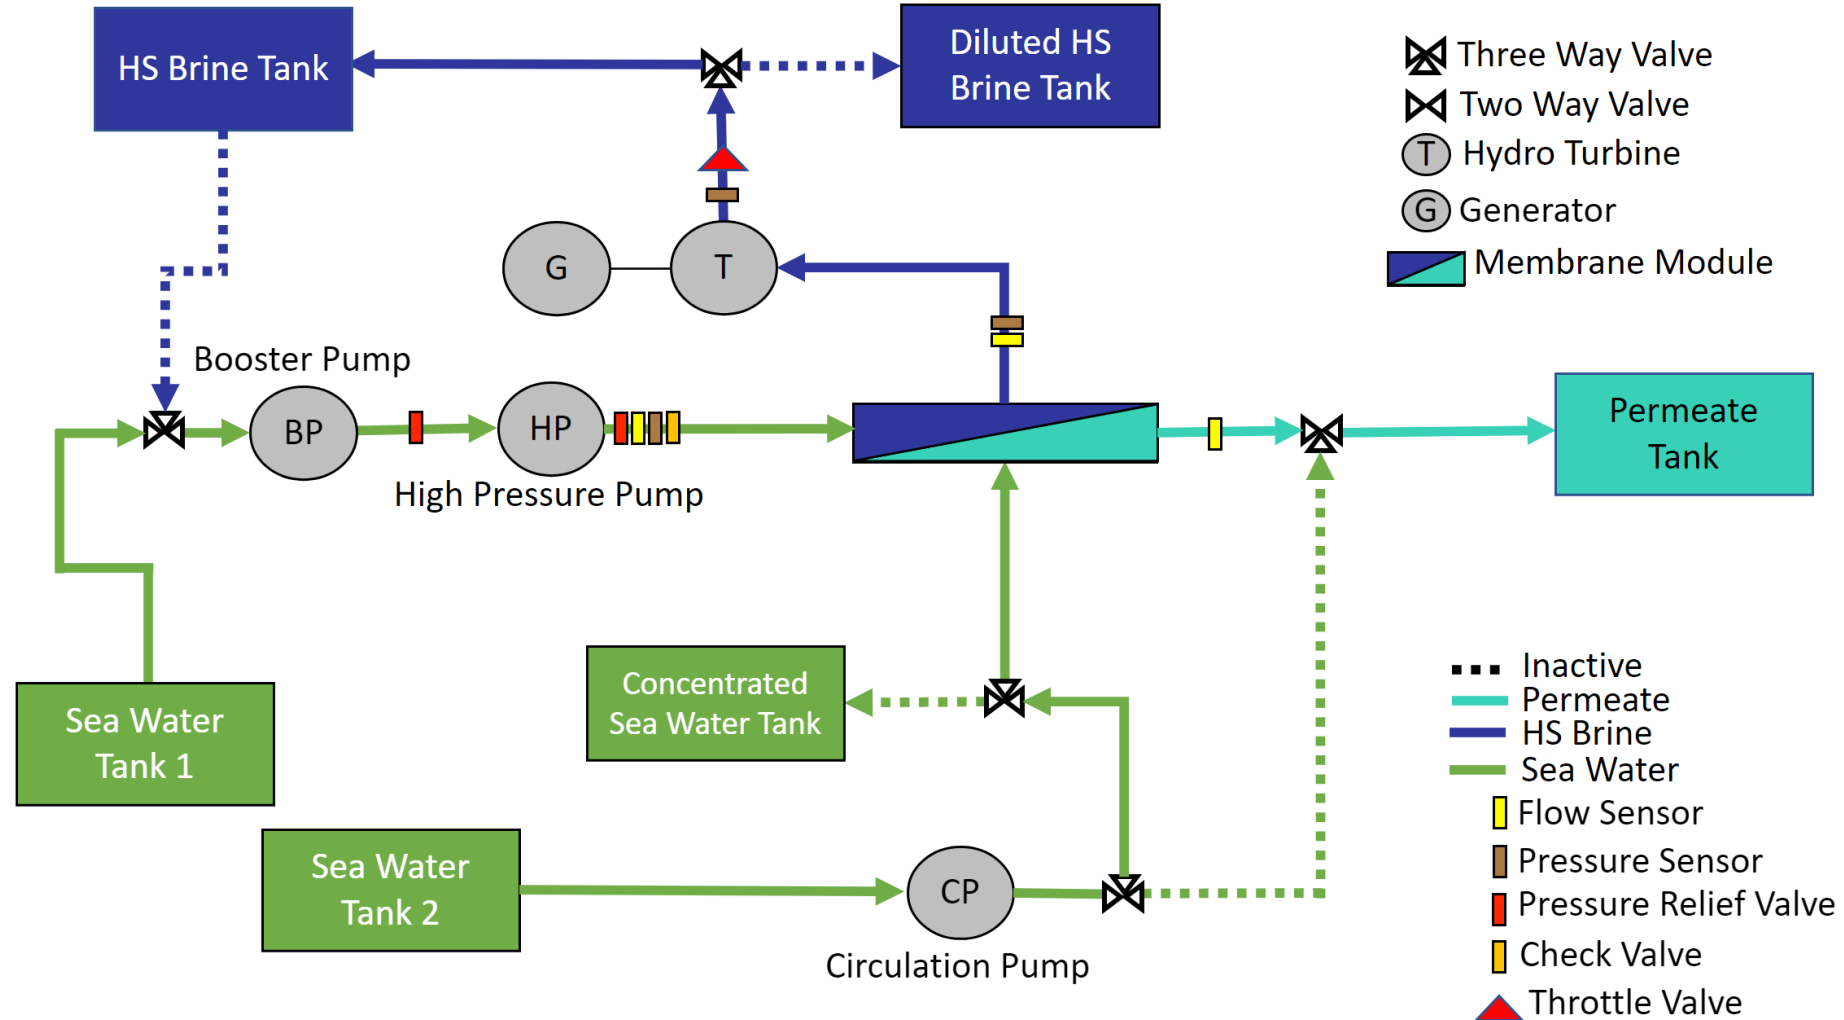 HS Brine Tank
Diluted HS
Brine Tank
Three Way Valve
Two Way Valve
T Hydro Turbine
G Generator
Membrane Module
G
T
Booster Pump
BP
HP
High Pressure Pump
Permeate
Tank
Sea Water
Tank 1
Concentrated
Sea Water Tank
Sea Water
Tank 2
CP
Circulation Pump
Inactive
Permeate
HS Brine
Sea Water
Flow Sensor
Pressure Sensor
Pressure Relief Valve
Check Valve
Throttle Valve